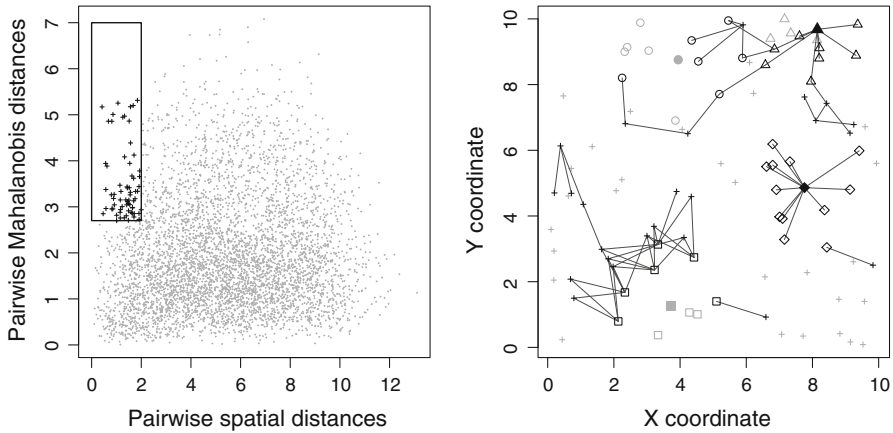 Pairwise Mahalanobis distances
7
6
5
4
3
2
1
0
0 2 4 6 8 10 12
Pairwise spatial distances
Y coordinate
10
8
6
4
2
0
0 2 4 6 8 10
X coordinate